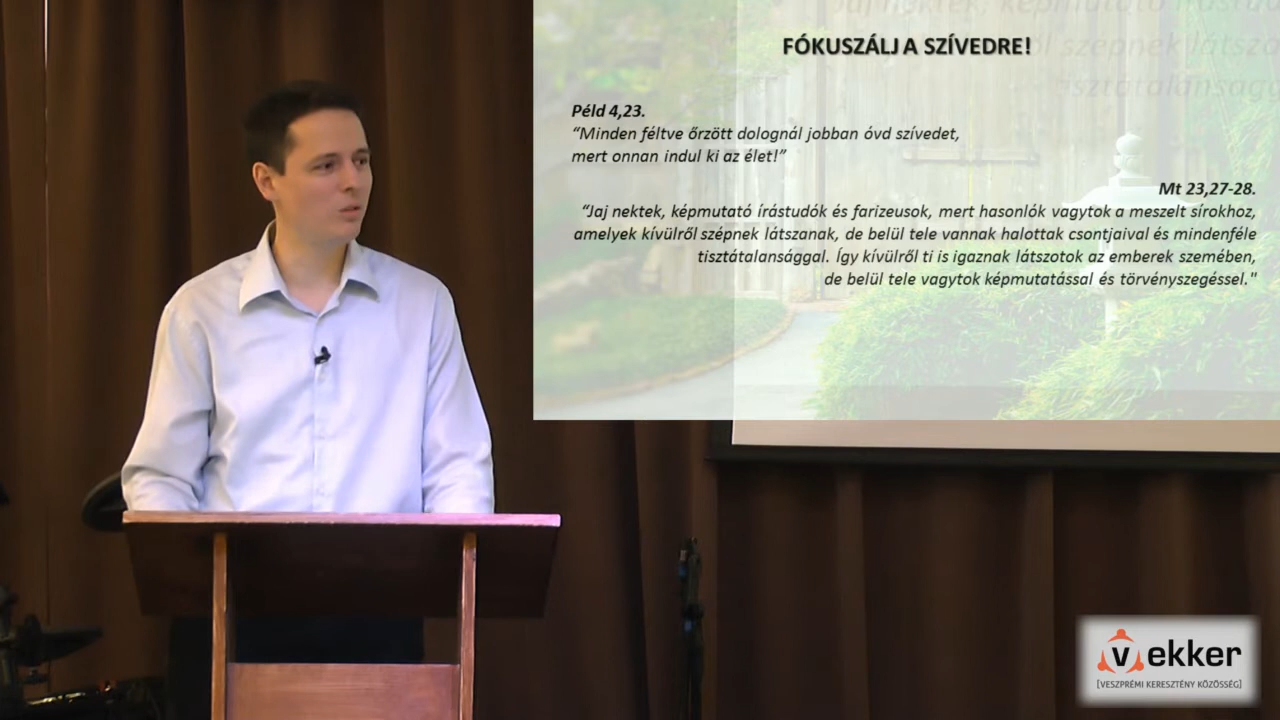 FÓKUSZÁLJ A SZÍVEDRE!
Péld 4,23.
“Minden féltve őrzött dolognál jobban óvd szívedet,
mert onnan indul ki az élet!”
Mt 23,27-28.
“Jaj nektek, képmutató írástudók és farizeusok, mert hasonlók vagytok a meszelt sírokhoz,
amelyek kívülről szépnek látszanak, de belül tele vannak halottak csontjaival és mindenféle
tisztátalansággal. Így kívülről ti is igaznak látszotok az emberek szemében,
de belül tele vagytok képmutatással és törvényszegéssel."
vekker
[VESZPRÉMI KERESZTÉNY KÖZÖSSÉG]